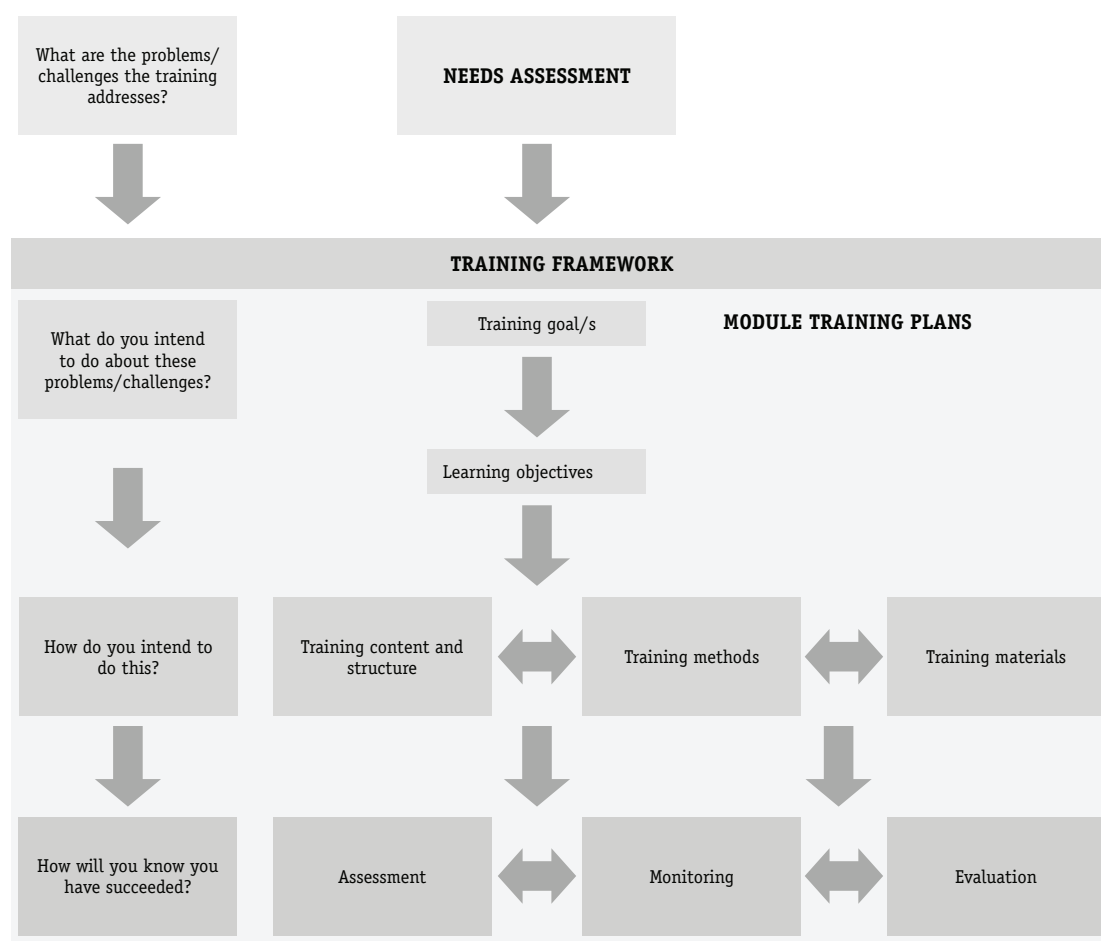 What are the problems/
challenges the training
addresses?
NEEDS ASSESSMENT
TRAINING FRAMEWORK
What do you intend
to do about these
problems/challenges?
Training goal/s
MODULE TRAINING PLANS
Learning objectives
How do you intend to
do this?
Training content and
structure
Training methods
Training materials
How will you know you
have succeeded?
Assessment
Monitoring
Evaluation